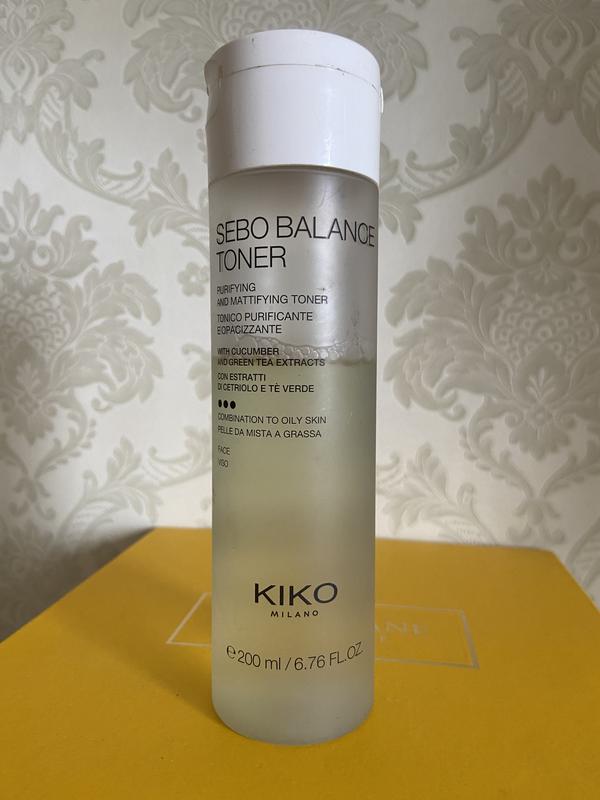 SEBO BALANCE
TONER
PURIFYING
AND MATTIFYING TONER
TONICO PURIFICANTE
E OPACIZZANTE
WITH CUCUMBER
AND GREEN TEA EXTRACTS
CON ESTRATTI
DI CETRIOLO E TÈ VERDE
COMBINATION TO OILY SKIN
PELLE DA MISTA A GRASSA
FACE
VISO
KIKO
MILANO
e 200 ml / 6.76 FL.OZ.